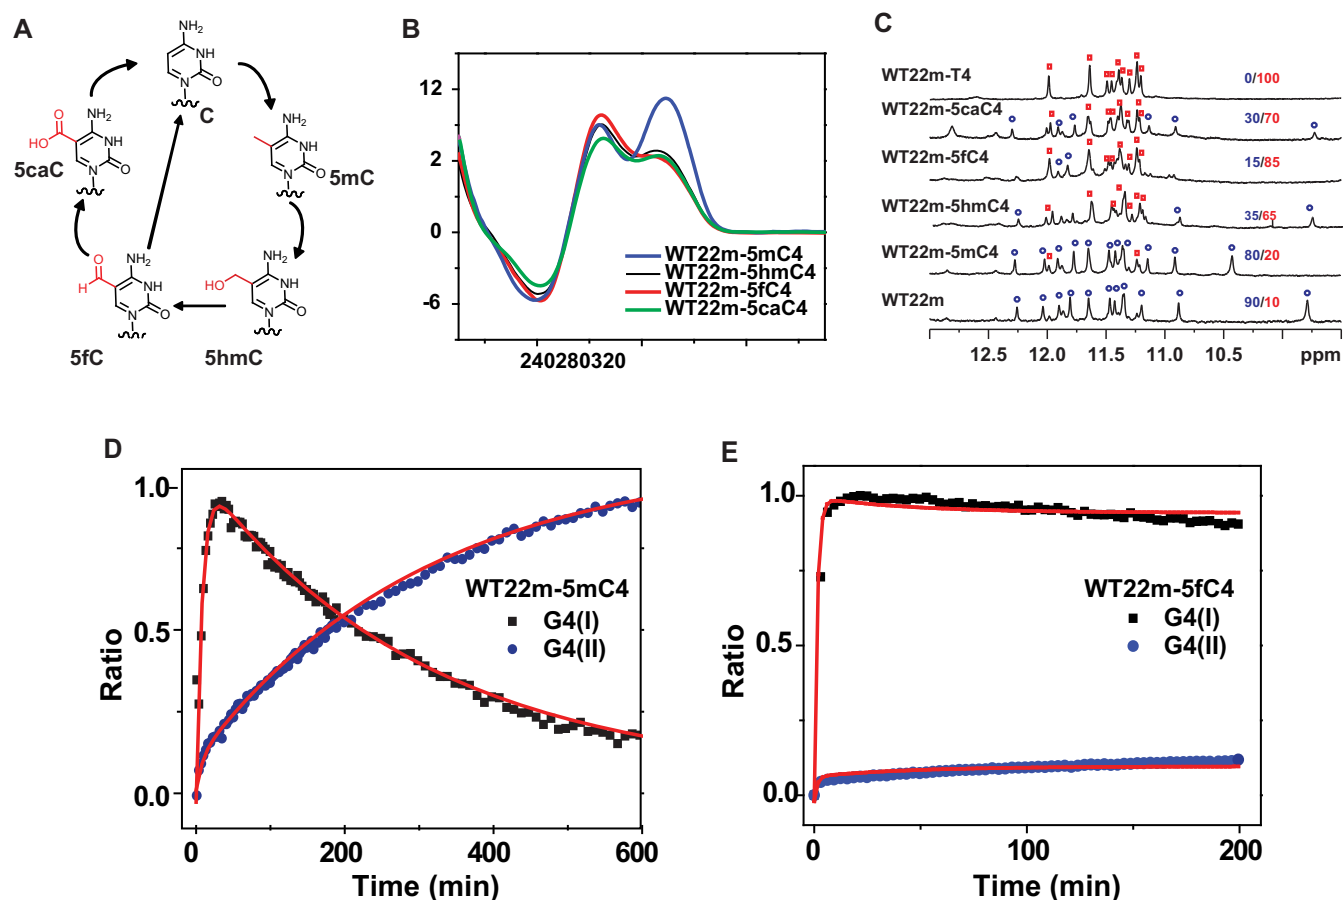 A
NH₂
NH
N
O
C
O
HO
NH₂
NH
N
O
5caC
NH₂
NH
N
O
5mC
O
H
NH₂
NH
N
O
5fC
HO
NH₂
NH
N
O
5hmC
B
12
2
0
-6
240280320
WT22m-5mC4
WT22m-5hmC4
WT22m-5fC4
WT22m-5caC4
C
WT22m-T4 0/100
WT22m-5caC4 30/70
WT22m-5fC4 15/85
WT22m-5hmC4 35/65
WT22m-5mC4 80/20
WT22m 90/10
12.5 12.0 11.5 11.0 10.5 ppm
D
1.0
0.5
0.0
Ratio
WT22m-5mC4
G4(I)
G4(II)
0 200 400 600
Time (min)
E
1.0
0.5
0.0
Ratio
WT22m-5fC4
G4(I)
G4(II)
0 100 200
Time (min)